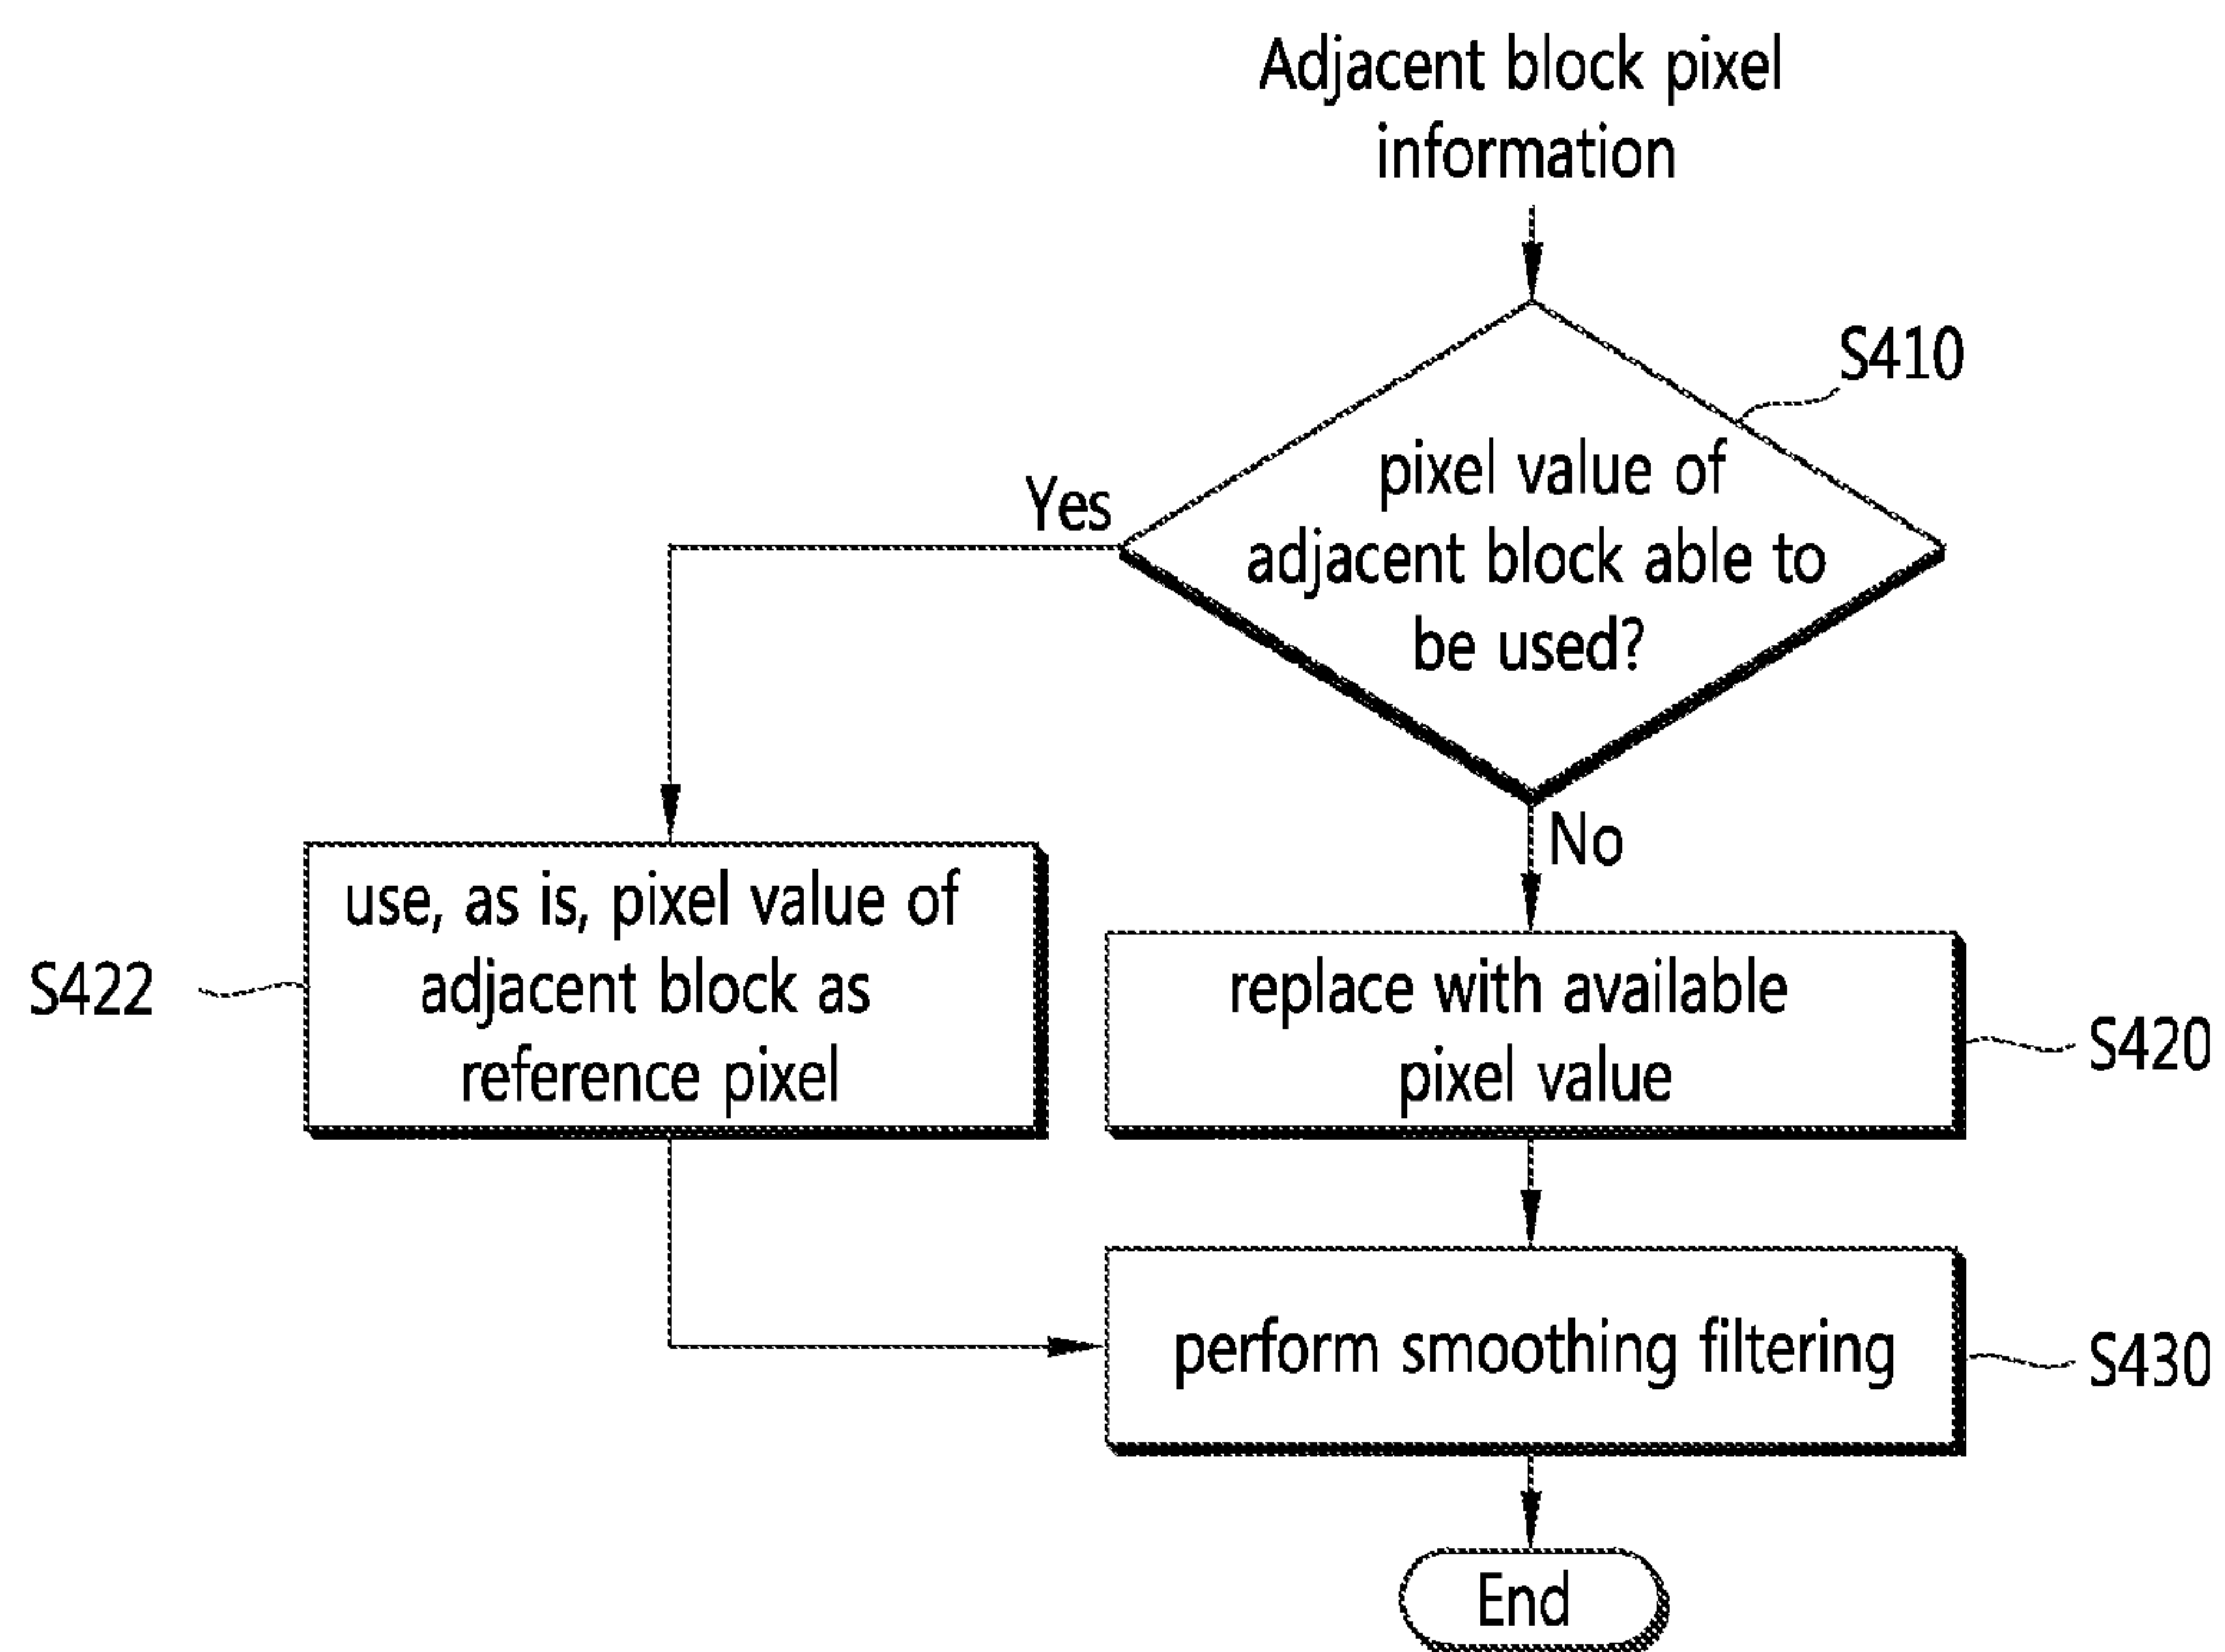 Adjacent block pixel
information
S410
pixel value of
adjacent block able to
be used?
Yes
No
use, as is, pixel value of
adjacent block as
reference pixel
S422
replace with available
pixel value
S420
perform smoothing filtering
S430
End